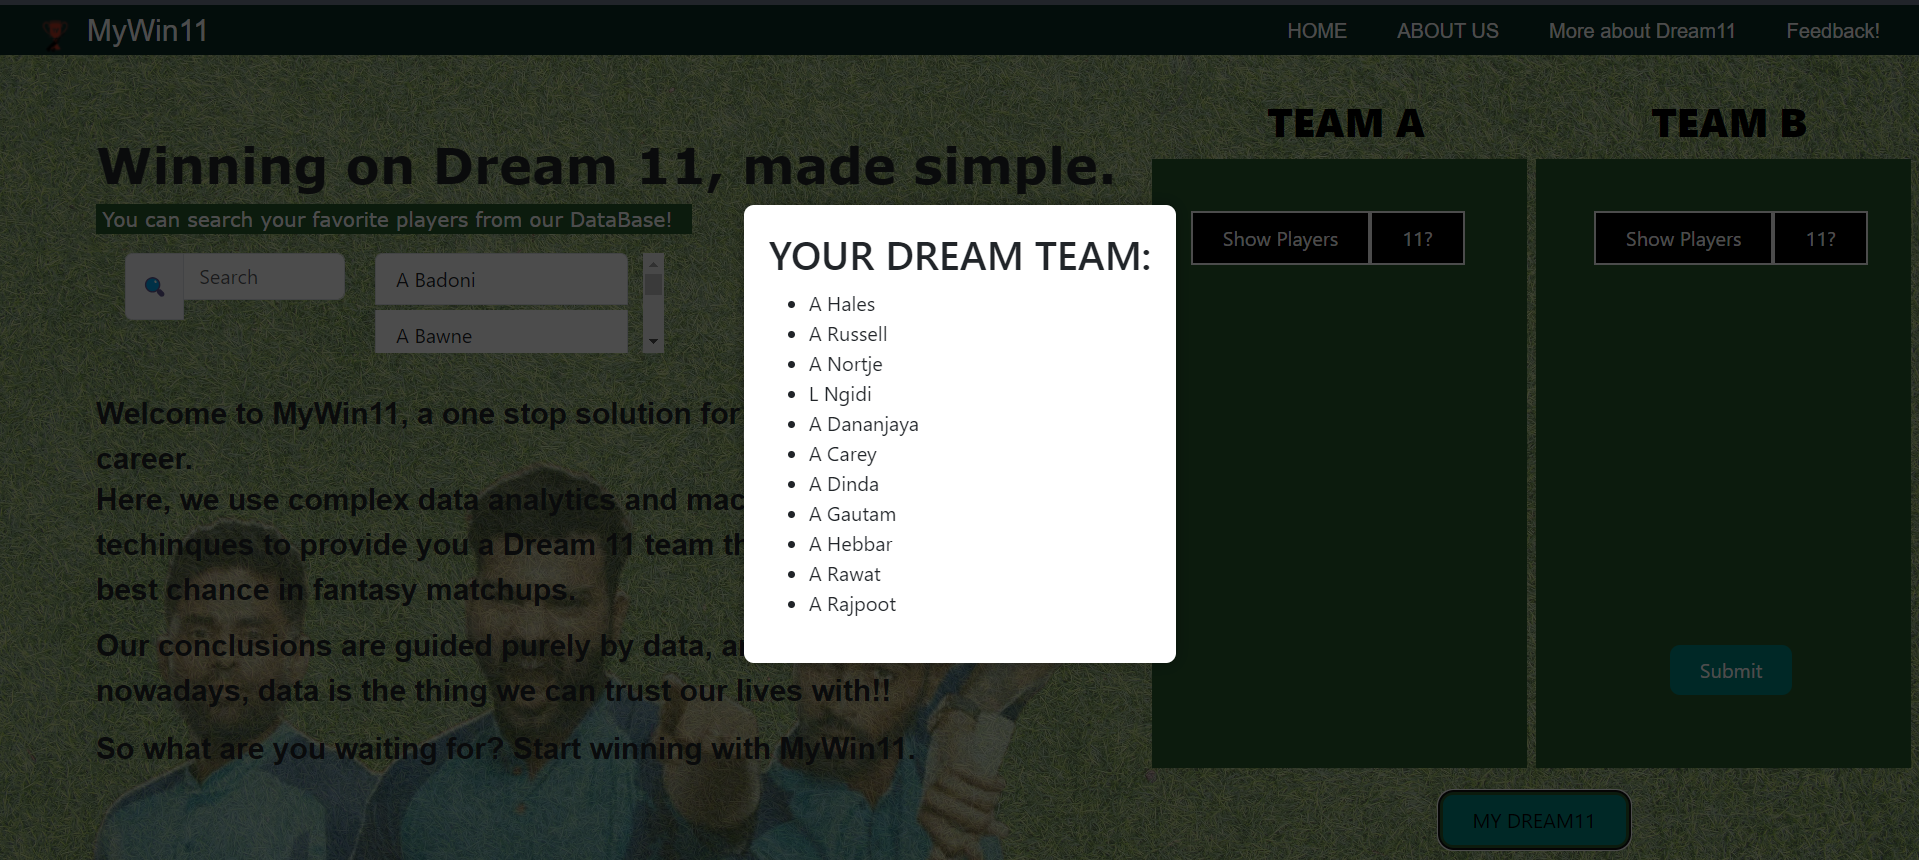 MyWin11
HOME
ABOUT US
More about Dream11
Feedback!
Winning on Dream 11, made simple.
You can search your favorite players from our DataBase!
Search
A Badoni
A Bawne
Welcome to MyWin11, a one stop solution for
career.
Here, we use complex data analytics and mac
techinques to provide you a Dream 11 team th
best chance in fantasy matchups.
Our conclusions are guided purely by data, a
nowadays, data is the thing we can trust our lives with!!
So what are you waiting for? Start winning with MyWin11.
YOUR DREAM TEAM:
A Hales
A Russell
A Nortje
L Ngidi
A Dananjaya
A Carey
A Dinda
A Gautam
A Hebbar
A Rawat
A Rajpoot
TEAM A
Show Players
11?
TEAM B
Show Players
11?
Submit
MY DREAM11